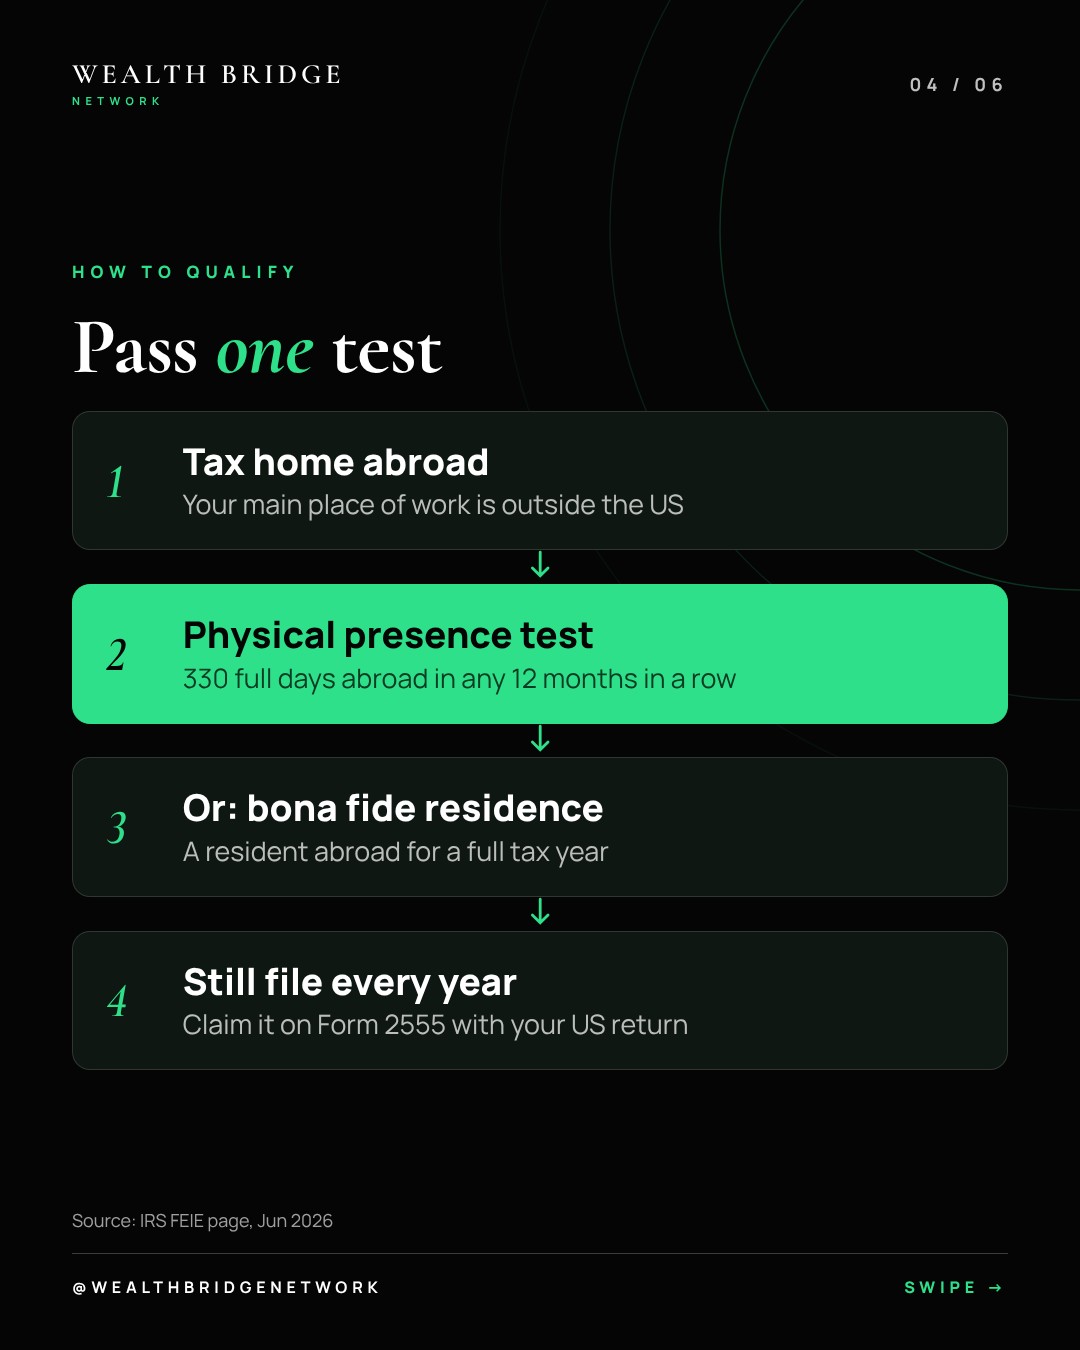 WEALTH BRIDGE
NETWORK
04 / 06
HOW TO QUALIFY
Pass one test
1
Tax home abroad
Your main place of work is outside the US
↓
2
Physical presence test
330 full days abroad in any 12 months in a row
↓
3
Or: bona fide residence
A resident abroad for a full tax year
↓
4
Still file every year
Claim it on Form 2555 with your US return
Source: IRS FEIE page, Jun 2026
@WEALTHBRIDGENETWORK
SWIPE →